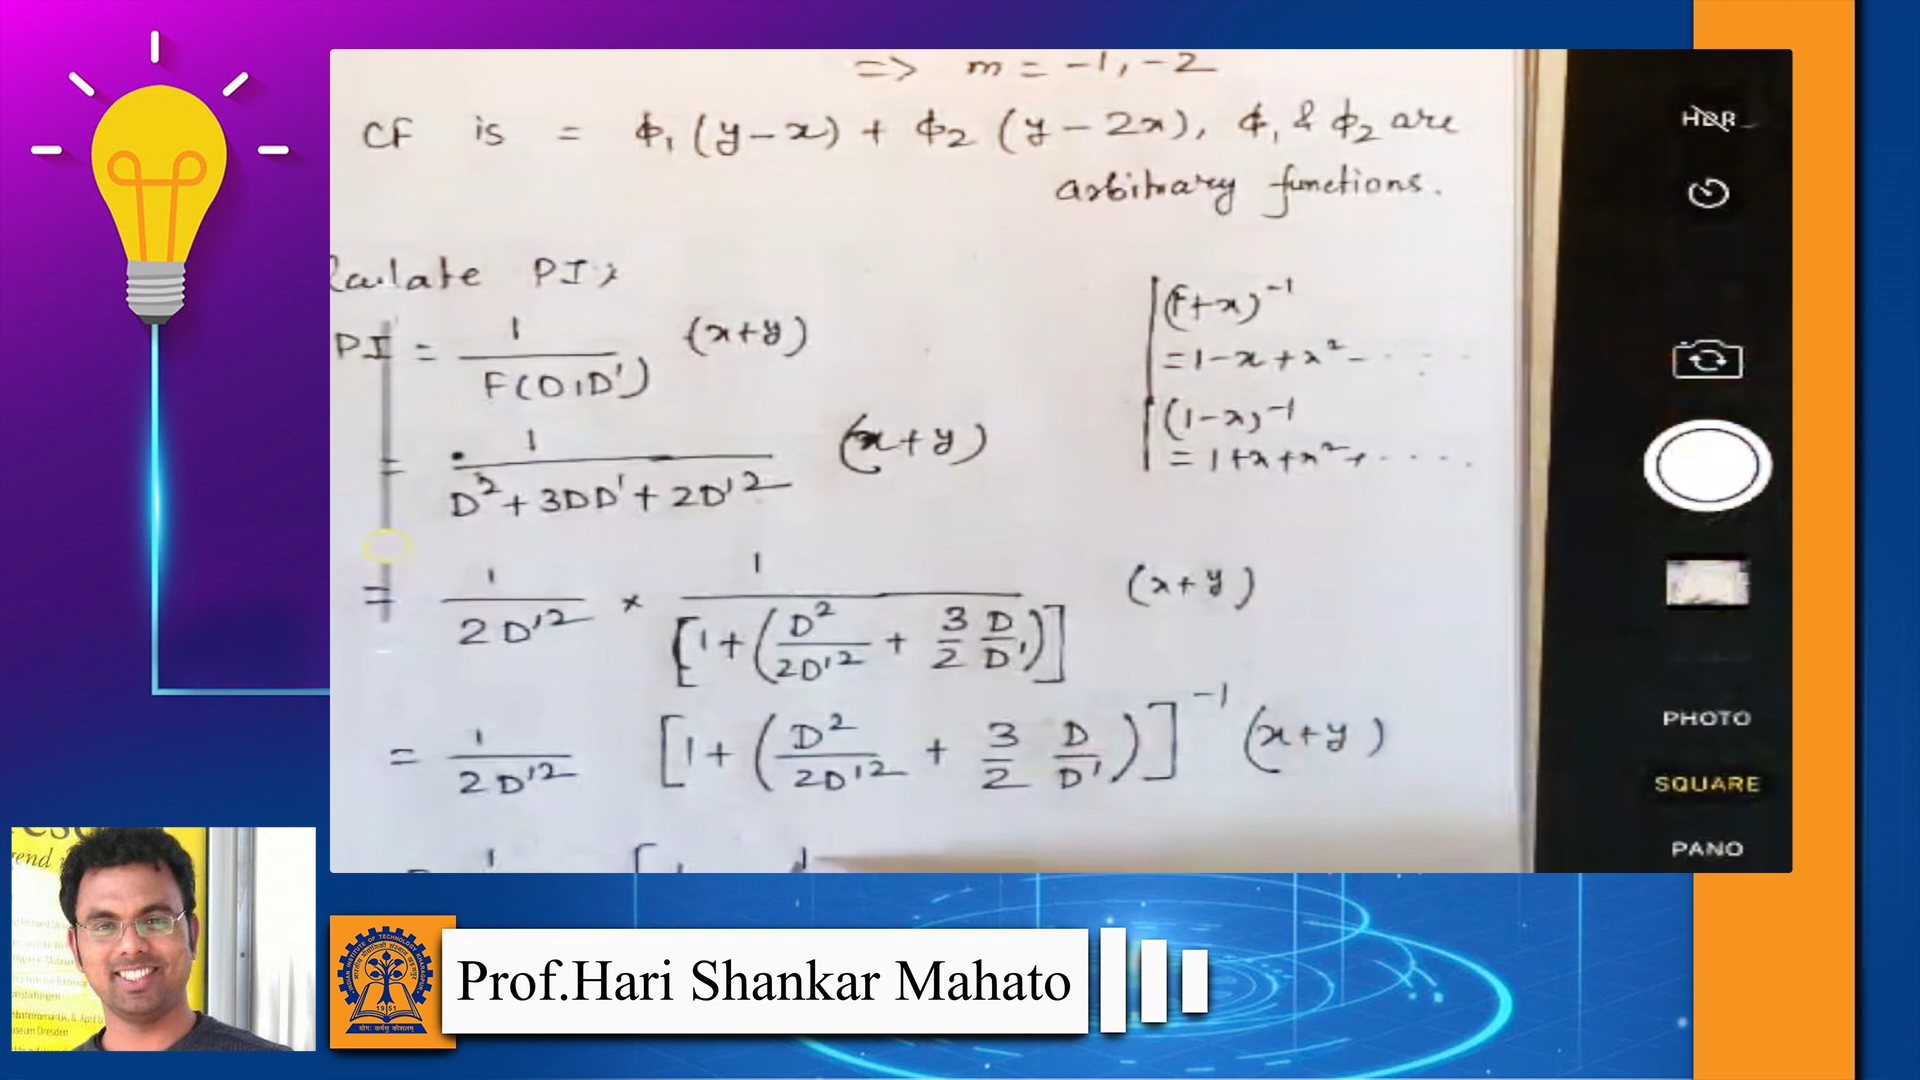 => m = -1, -2
CF is = ϕ₁(y-x) + ϕ₂(y-2x), ϕ₁ & ϕ₂ are
arbitrary functions.
lculate PI;
PI = 1/F(D,D') (x+y)
= 1/(D²+3DD'+2D'²) (x+y)
= 1/2D'² × 1/[1+(D²/2D'² + 3/2 D/D')] (x+y)
= 1/2D'² [1+(D²/2D'² + 3/2 D/D')]⁻¹ (x+y)
(1+x)⁻¹
=1-x+x²- .....
(1-x)⁻¹
=1+x+x²+.....
HDR
PHOTO
SQUARE
PANO
Prof.Hari Shankar Mahato